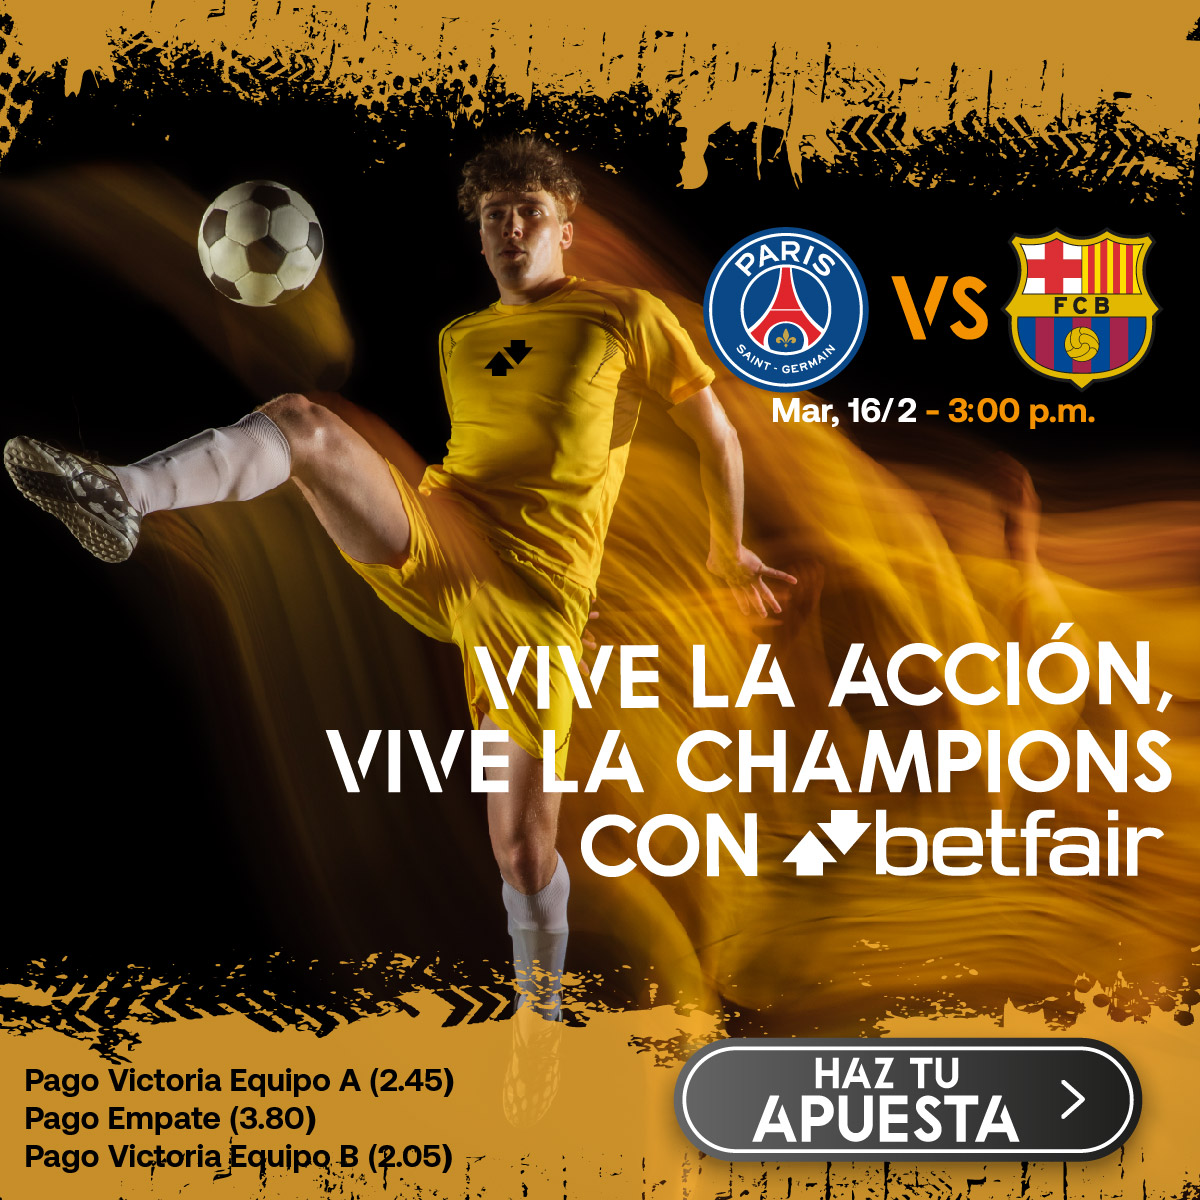 PARIS
SAINT - GERMAIN
VS
FCB
Mar, 16/2 - 3:00 p.m.
VIVE LA ACCIÓN,
VIVE LA CHAMPIONS
CON betfair
Pago Victoria Equipo A (2.45)
Pago Empate (3.80)
Pago Victoria Equipo B (2.05)
HAZ TU
APUESTA